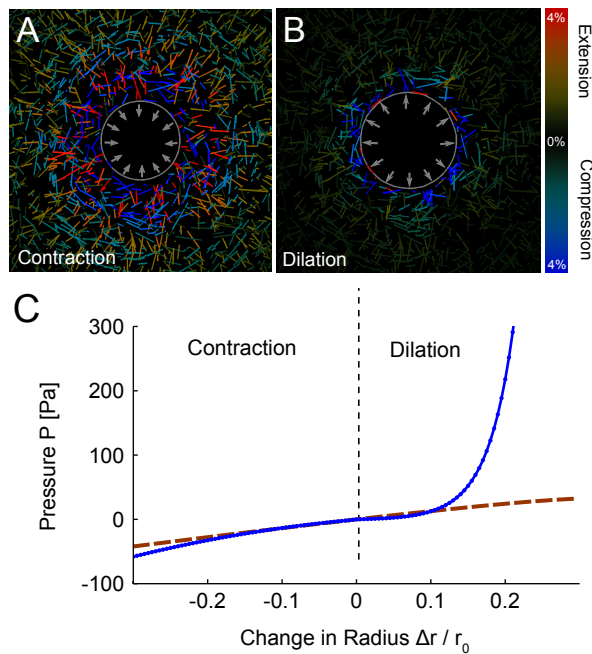 A
B
Contraction
Dilation
4%
0%
4%
Extension
Compression
C
Contraction
Dilation
Pressure P [Pa]
300
200
100
0
-100
-0.2
-0.1
0
0.1
0.2
Change in Radius Δr / r₀